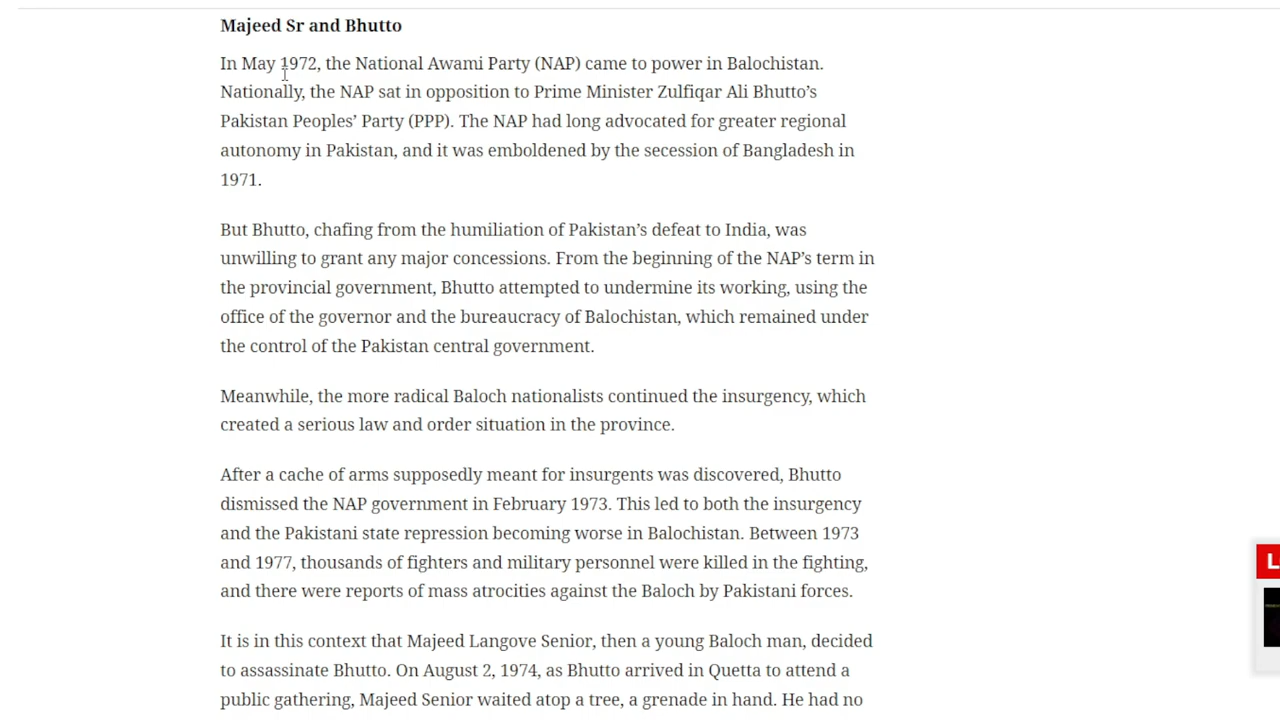 Majeed Sr and Bhutto
In May 1972, the National Awami Party (NAP) came to power in Balochistan.
Nationally, the NAP sat in opposition to Prime Minister Zulfiqar Ali Bhutto’s
Pakistan Peoples’ Party (PPP). The NAP had long advocated for greater regional
autonomy in Pakistan, and it was emboldened by the secession of Bangladesh in
1971.
But Bhutto, chafing from the humiliation of Pakistan’s defeat to India, was
unwilling to grant any major concessions. From the beginning of the NAP’s term in
the provincial government, Bhutto attempted to undermine its working, using the
office of the governor and the bureaucracy of Balochistan, which remained under
the control of the Pakistan central government.
Meanwhile, the more radical Baloch nationalists continued the insurgency, which
created a serious law and order situation in the province.
After a cache of arms supposedly meant for insurgents was discovered, Bhutto
dismissed the NAP government in February 1973. This led to both the insurgency
and the Pakistani state repression becoming worse in Balochistan. Between 1973
and 1977, thousands of fighters and military personnel were killed in the fighting,
and there were reports of mass atrocities against the Baloch by Pakistani forces.
It is in this context that Majeed Langove Senior, then a young Baloch man, decided
to assassinate Bhutto. On August 2, 1974, as Bhutto arrived in Quetta to attend a
public gathering, Majeed Senior waited atop a tree, a grenade in hand. He had no
L